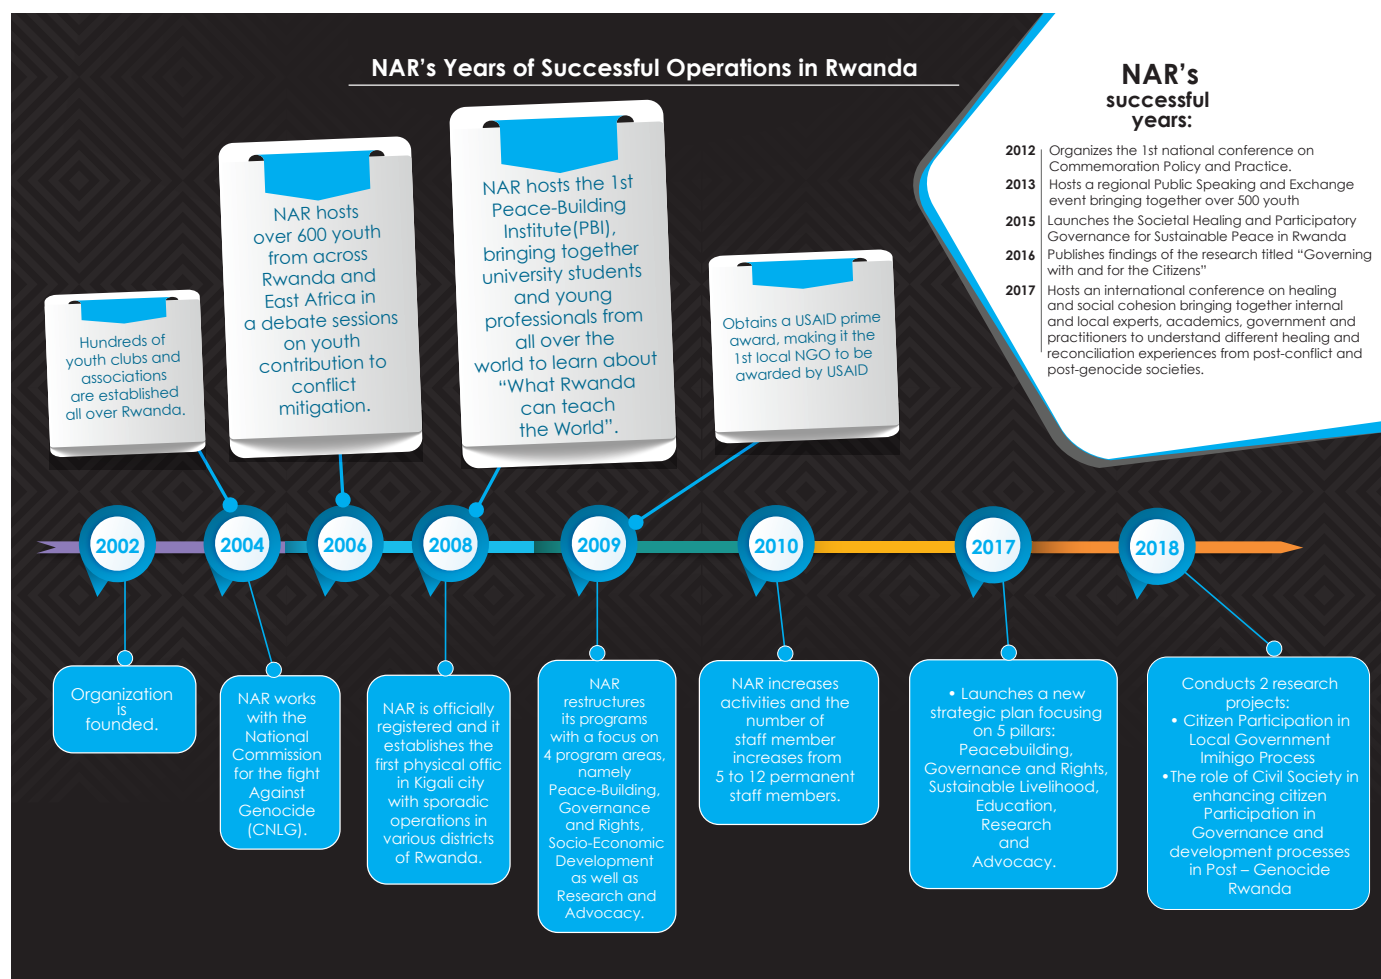 NAR's Years of Successful Operations in Rwanda
NAR's
successful
years:
2012 Organizes the 1st national conference on
Commemoration Policy and Practice.
2013 Hosts a regional Public Speaking and Exchange
event bringing together over 500 youth
2015 Launches the Societal Healing and Participatory
Governance for Sustainable Peace in Rwanda
2016 Publishes findings of the research titled “Governing
with and for the Citizens”
2017 Hosts an international conference on healing
and social cohesion bringing together internal
and local experts, academics, government and
practitioners to understand different healing and
reconciliation experiences from post-conflict and
post-genocide societies.
Hundreds of
youth clubs and
associations
are established
all over Rwanda.
NAR hosts
over 600 youth
from across
Rwanda and
East Africa in
a debate sessions
on youth
contribution to
conflict
mitigation.
NAR hosts the 1st
Peace-Building
Institute(PBI),
bringing together
university students
and young
professionals from
all over the
world to learn about
“What Rwanda
can teach
the World”.
Obtains a USAID prime
award, making it the
1st local NGO to be
awarded by USAID
2002
2004
2006
2008
2009
2010
2017
2018
Organization
is
founded.
NAR works
with the
National
Commission
for the fight
Against
Genocide
(CNLG).
NAR is officially
registered and it
establishes the
first physical offic
in Kigali city
with sporadic
operations in
various districts
of Rwanda.
NAR
restructures
its programs
with a focus on
4 program areas,
namely
Peace-Building,
Governance
and Rights,
Socio-Economic
Development
as well as
Research and
Advocacy.
NAR increases
activities and the
number of
staff member
increases from
5 to 12 permanent
staff members.
• Launches a new
strategic plan focusing
on 5 pillars:
Peacebuilding,
Governance and Rights,
Sustainable Livelihood,
Education,
Research
and
Advocacy.
Conducts 2 research
projects:
• Citizen Participation in
Local Government
Imihigo Process
•The role of Civil Society in
enhancing citizen
Participation in
Governance and
development processes
in Post – Genocide
Rwanda